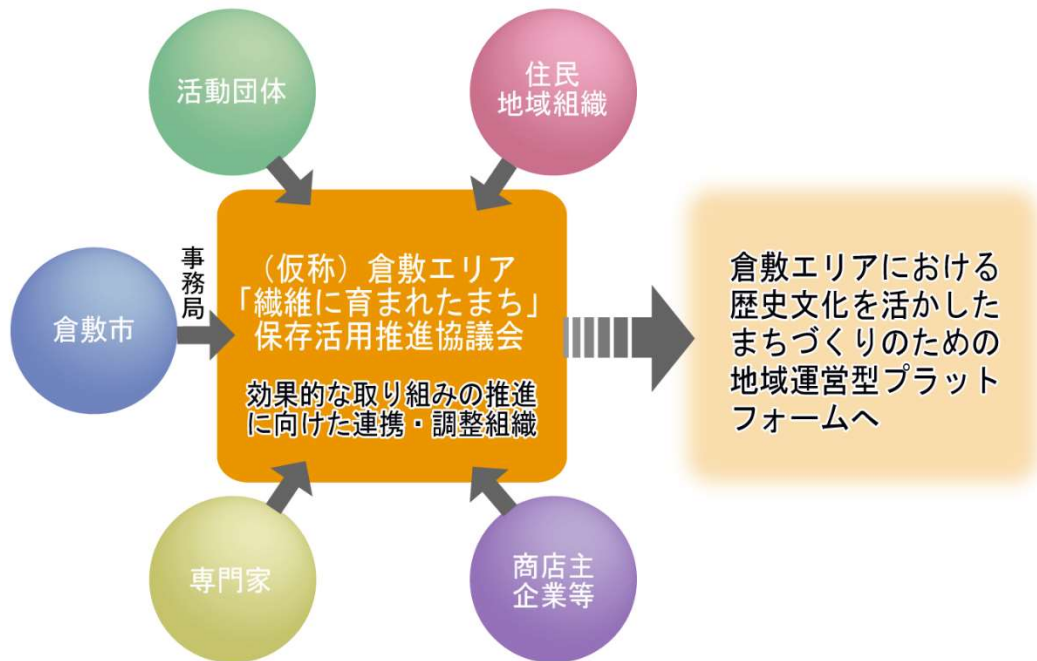 活動団体
住民
地域組織
倉敷市
事務局
（仮称）倉敷エリア
「繊維に育まれたまち」
保存活用推進協議会
効果的な取り組みの推進
に向けた連携・調整組織
倉敷エリアにおける
歴史文化を活かした
まちづくりのための
地域運営型プラット
フォームへ
専門家
商店主
企業等